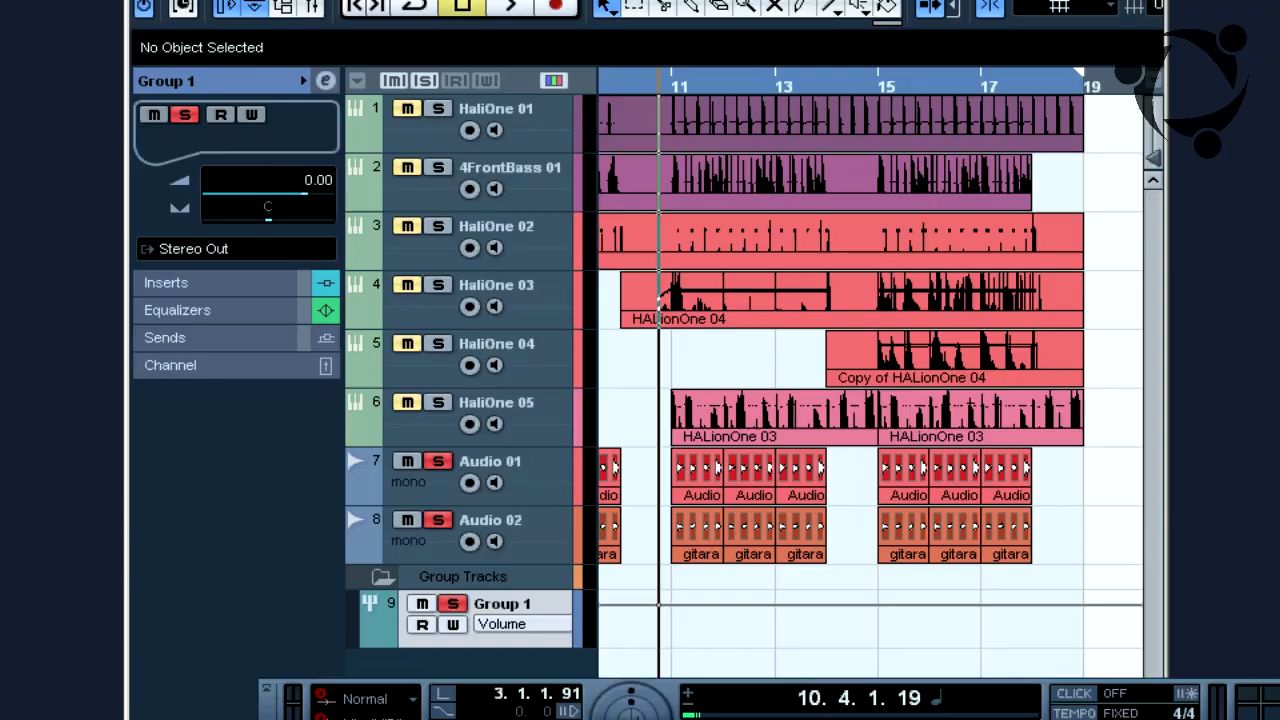 No Object Selected
Group 1
M S R W
0.00
C
Stereo Out
Inserts
Equalizers
Sends
Channel
[M] [S] [R] [W]
11 13 15 17 19
1 M S HaliOne 01
2 M S 4FrontBass 01
3 M S HaliOne 02
4 M S HaliOne 03
HALionOne 04
5 M S HaliOne 04
Copy of HALionOne 04
6 M S HaliOne 05
HALionOne 03 HALionOne 03
7 M S Audio 01
mono
dio Audio Audio Audio Audio Audio Audio
8 M S Audio 02
mono
ara gitara gitara gitara gitara gitara gitara
Group Tracks
9 M S Group 1
R W Volume
Normal
3. 1. 1. 91
0. 0
10. 4. 1. 19
CLICK OFF
TEMPO FIXED 4/4